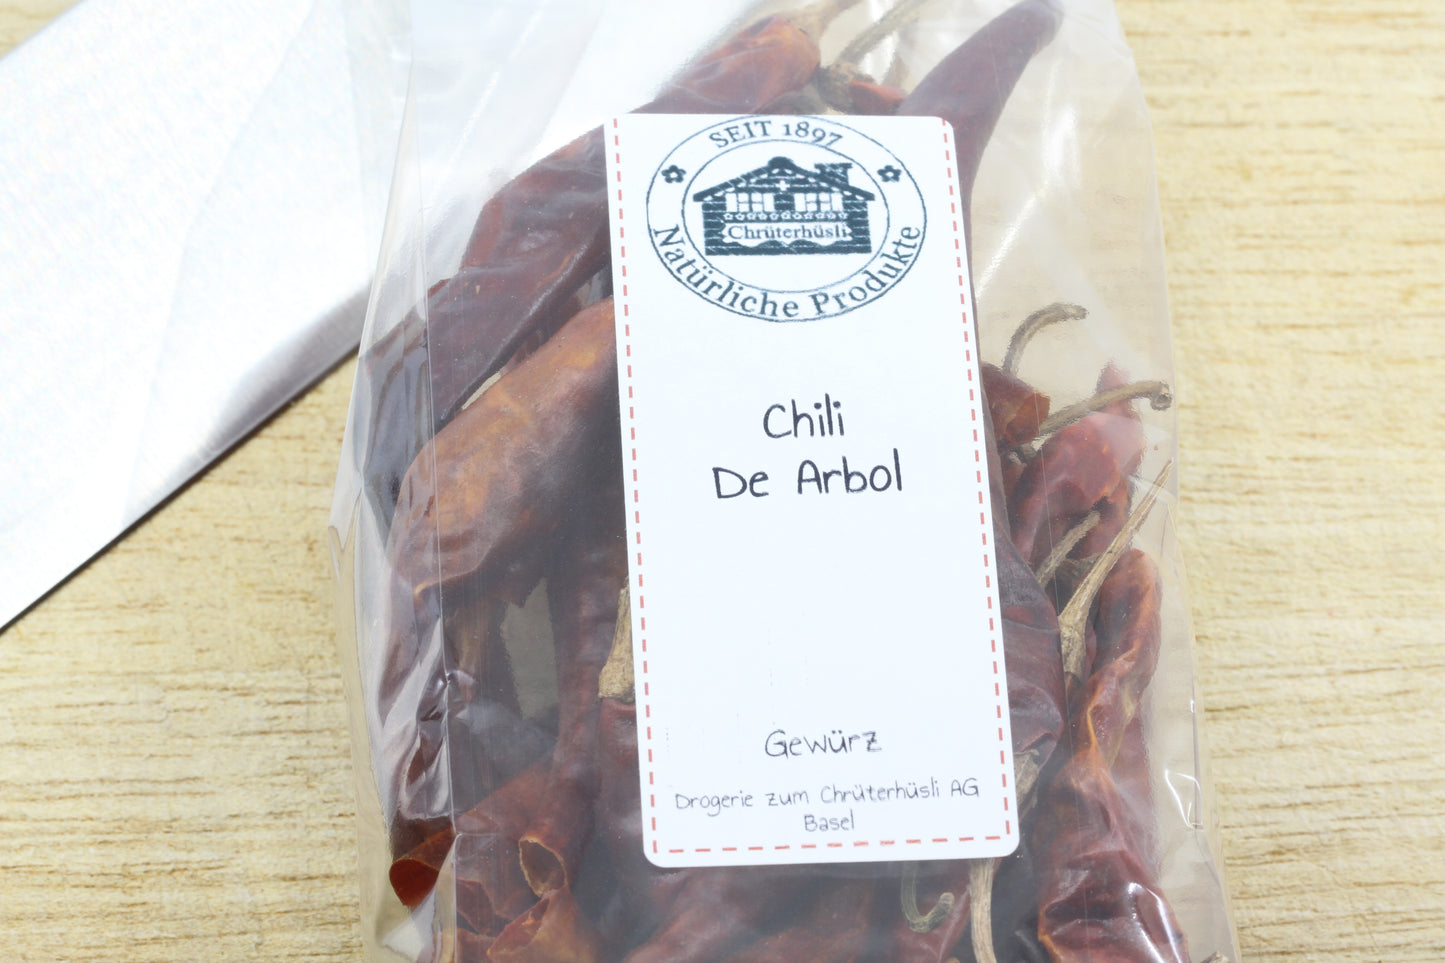 SEIT 1897
Chrüterhüsli
Natürliche Produkte
Chili
De Arbol
Gewürz
Drogerie zum Chrüterhüsli AG
Basel